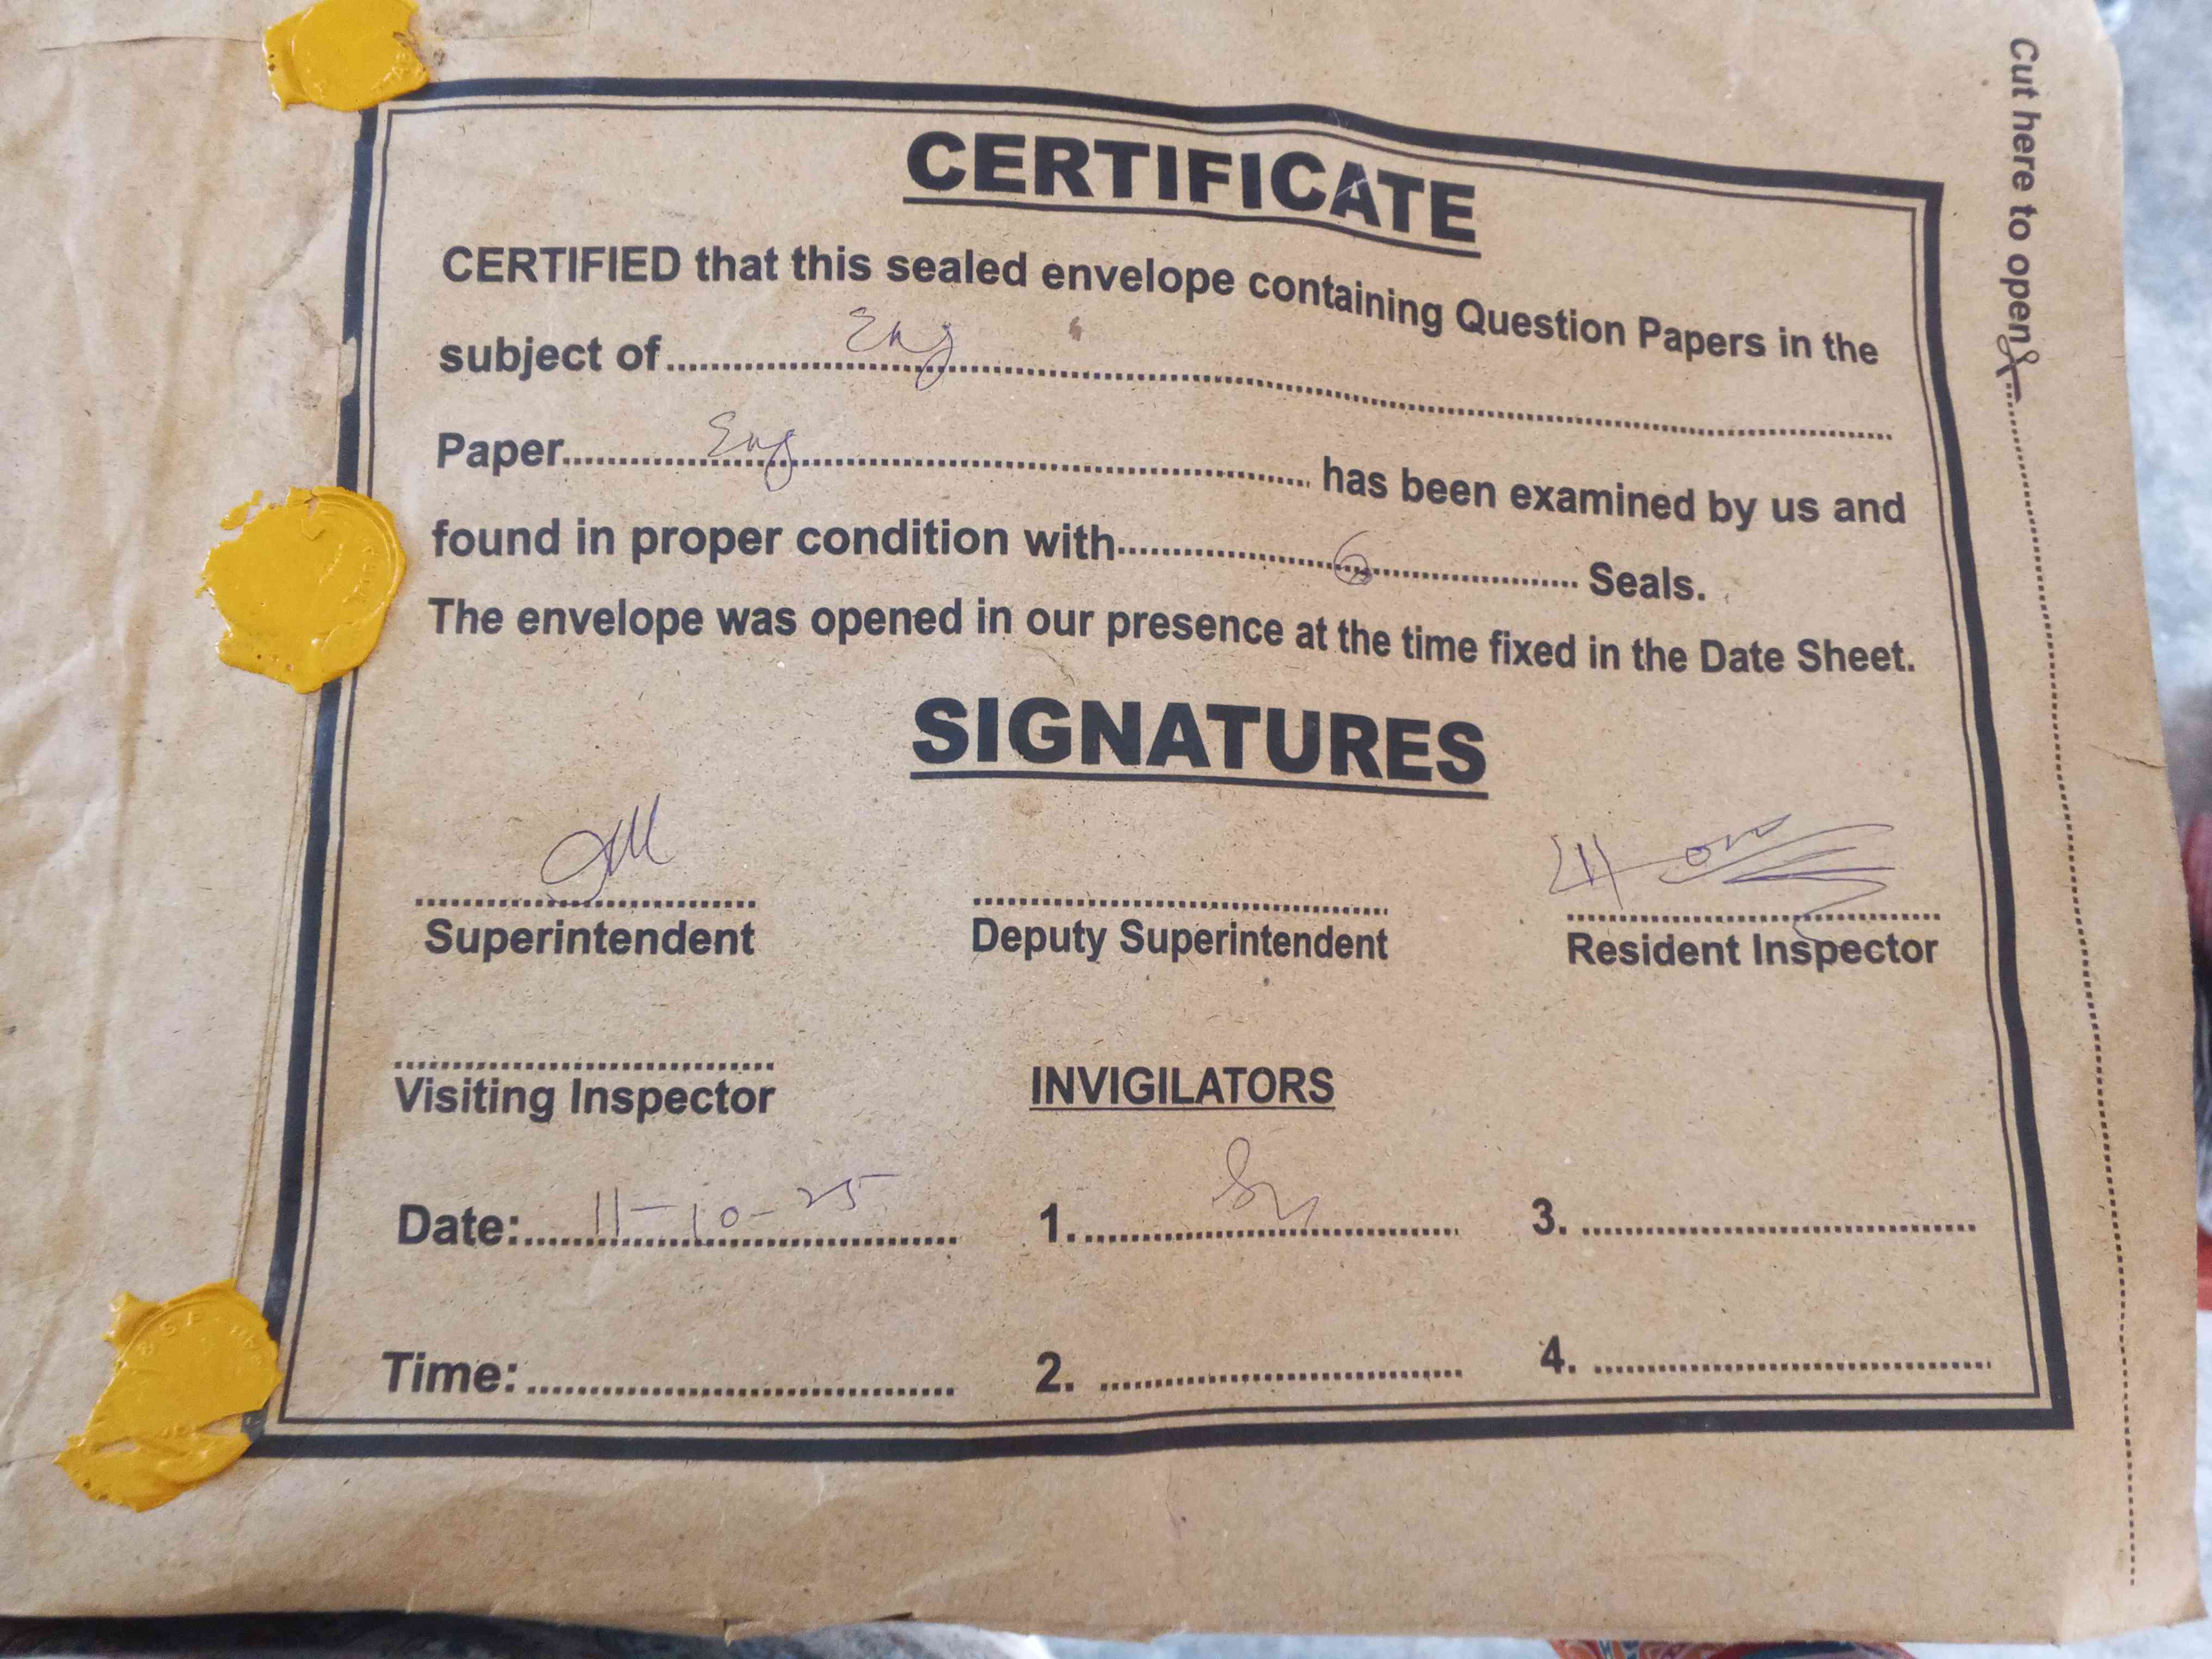 Cut here to open
CERTIFICATE
CERTIFIED that this sealed envelope containing Question Papers in the
subject of Eng
Paper Eng has been examined by us and
found in proper condition with 6 Seals.
The envelope was opened in our presence at the time fixed in the Date Sheet.
SIGNATURES
Superintendent Deputy Superintendent Resident Inspector
Visiting Inspector INVIGILATORS
Date: 11-10-25 1. 3.
Time: 2. 4.